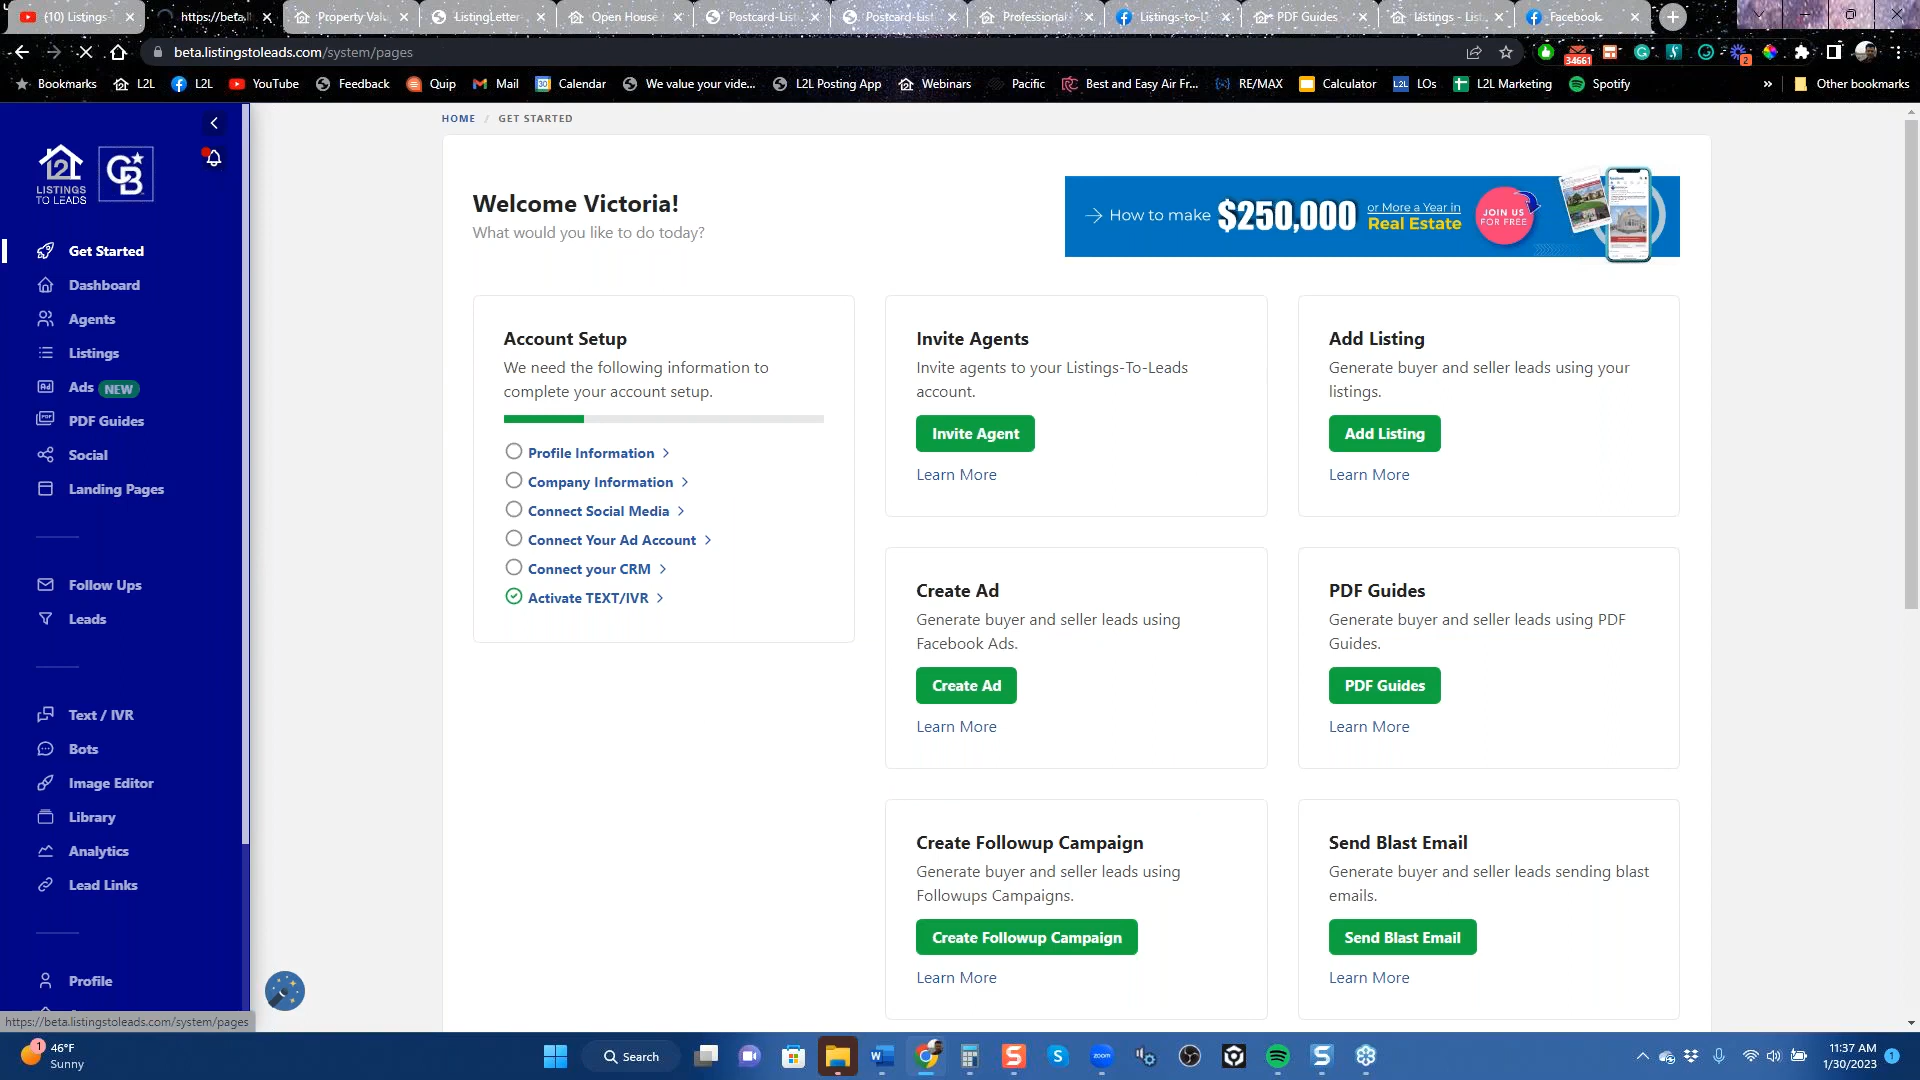 (10) Listings-
https://beta.l
Property Val
ListingLetter
Open House
Postcard-List
Postcard-List
Professional
Listings-to-L
PDF Guides
Listings - List
Facebook
beta.listingstoleads.com/system/pages
34661
2
Bookmarks
L2L
L2L
YouTube
Feedback
Quip
Mail
Calendar
We value your vide...
L2L Posting App
Webinars
Pacific
Best and Easy Air Fr...
RE/MAX
Calculator
LOs
L2L Marketing
Spotify
Other bookmarks
HOME / GET STARTED
LISTINGS
TO LEADS
CB
Get Started
Dashboard
Agents
Listings
Ads NEW
PDF Guides
Social
Landing Pages
Follow Ups
Leads
Text / IVR
Bots
Image Editor
Library
Analytics
Lead Links
Profile
https://beta.listingstoleads.com/system/pages
Welcome Victoria!
What would you like to do today?
How to make $250,000 or More a Year in
Real Estate
JOIN US
FOR FREE
Account Setup
We need the following information to
complete your account setup.
Profile Information
Company Information
Connect Social Media
Connect Your Ad Account
Connect your CRM
Activate TEXT/IVR
Invite Agents
Invite agents to your Listings-To-Leads
account.
Invite Agent
Learn More
Add Listing
Generate buyer and seller leads using your
listings.
Add Listing
Learn More
Create Ad
Generate buyer and seller leads using
Facebook Ads.
Create Ad
Learn More
PDF Guides
Generate buyer and seller leads using PDF
Guides.
PDF Guides
Learn More
Create Followup Campaign
Generate buyer and seller leads using
Followups Campaigns.
Create Followup Campaign
Learn More
Send Blast Email
Generate buyer and seller leads sending blast
emails.
Send Blast Email
Learn More
1
46°F
Sunny
Search
zoom
11:37 AM
1/30/2023
1